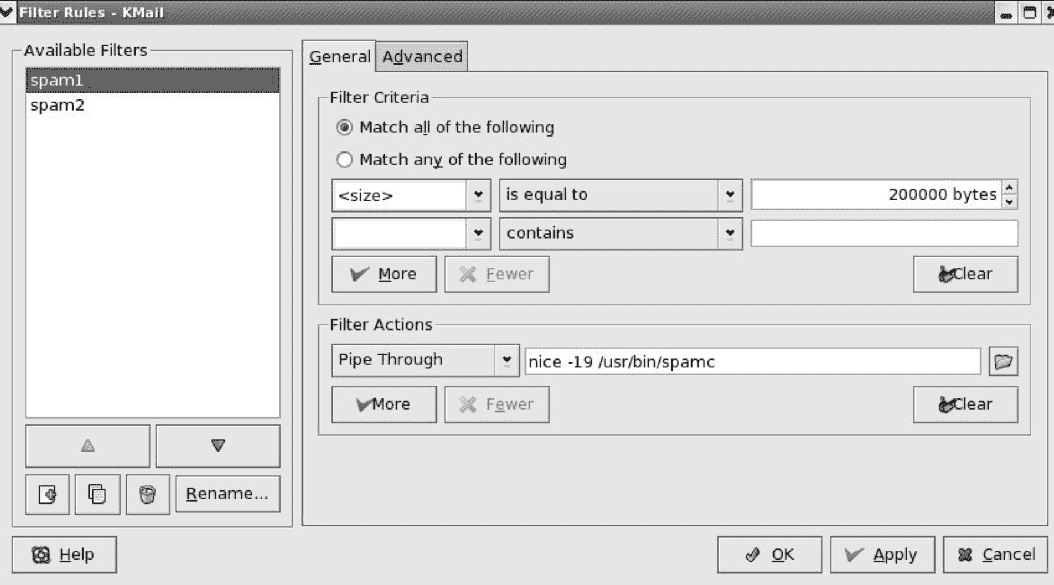 Filter Rules - KMail
Available Filters
spam1
spam2
Rename...
General
Advanced
Filter Criteria
Match all of the following
Match any of the following
<size>
is equal to
200000 bytes
contains
More
Fewer
Clear
Filter Actions
Pipe Through
nice -19 /usr/bin/spamc
More
Fewer
Clear
Help
OK
Apply
Cancel